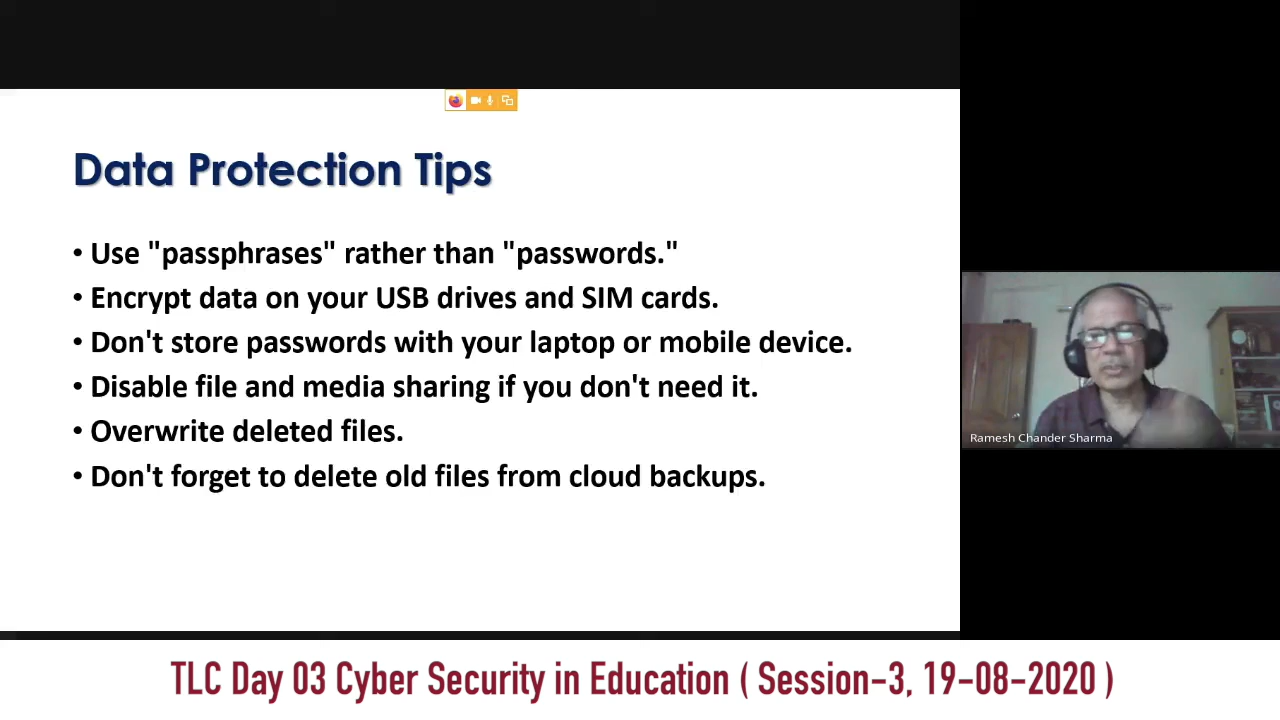 Data Protection Tips
• Use "passphrases" rather than "passwords."
• Encrypt data on your USB drives and SIM cards.
• Don't store passwords with your laptop or mobile device.
• Disable file and media sharing if you don't need it.
• Overwrite deleted files.
• Don't forget to delete old files from cloud backups.
Ramesh Chander Sharma
TLC Day 03 Cyber Security in Education ( Session-3, 19-08-2020 )